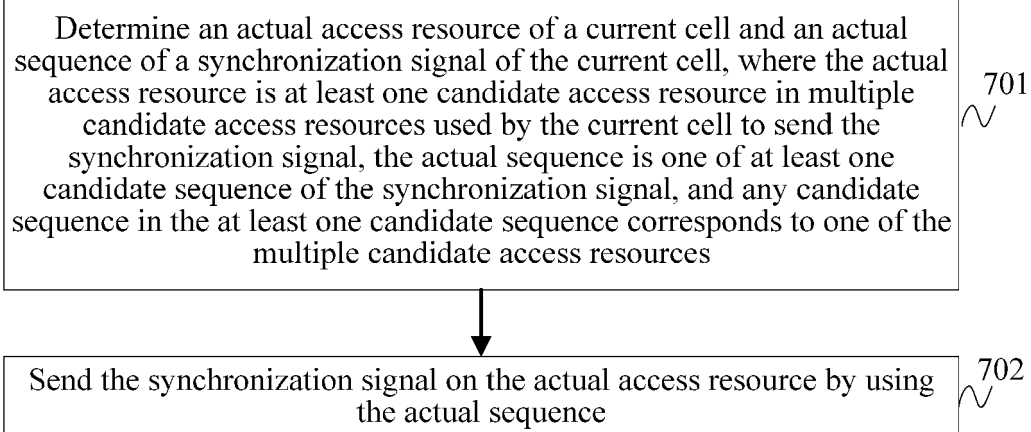 Determine an actual access resource of a current cell and an actual
sequence of a synchronization signal of the current cell, where the actual
access resource is at least one candidate access resource in multiple
candidate access resources used by the current cell to send the
synchronization signal, the actual sequence is one of at least one
candidate sequence of the synchronization signal, and any candidate
sequence in the at least one candidate sequence corresponds to one of the
multiple candidate access resources
701
Send the synchronization signal on the actual access resource by using
the actual sequence
702